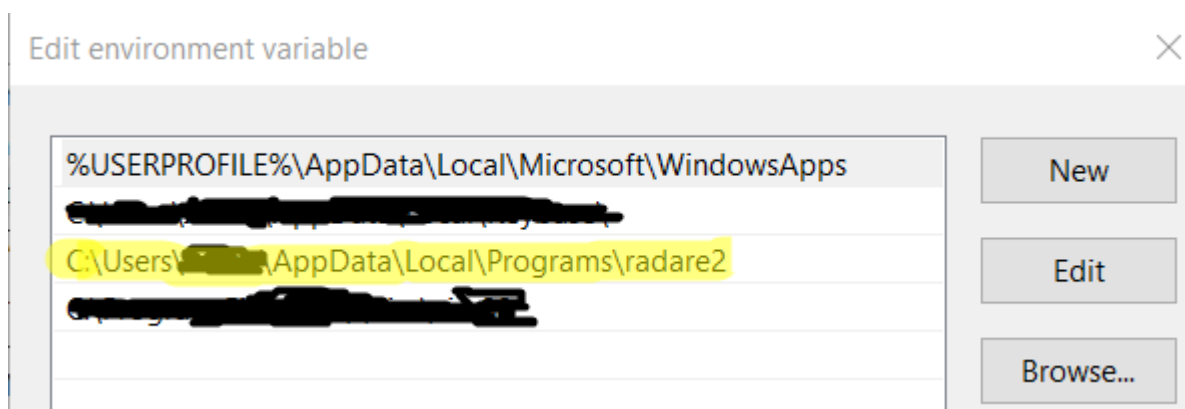 Edit environment variable
%USERPROFILE%\AppData\Local\Microsoft\WindowsApps
New
C:\Users\ \AppData\Local\Programs\radare2
Edit
Browse...